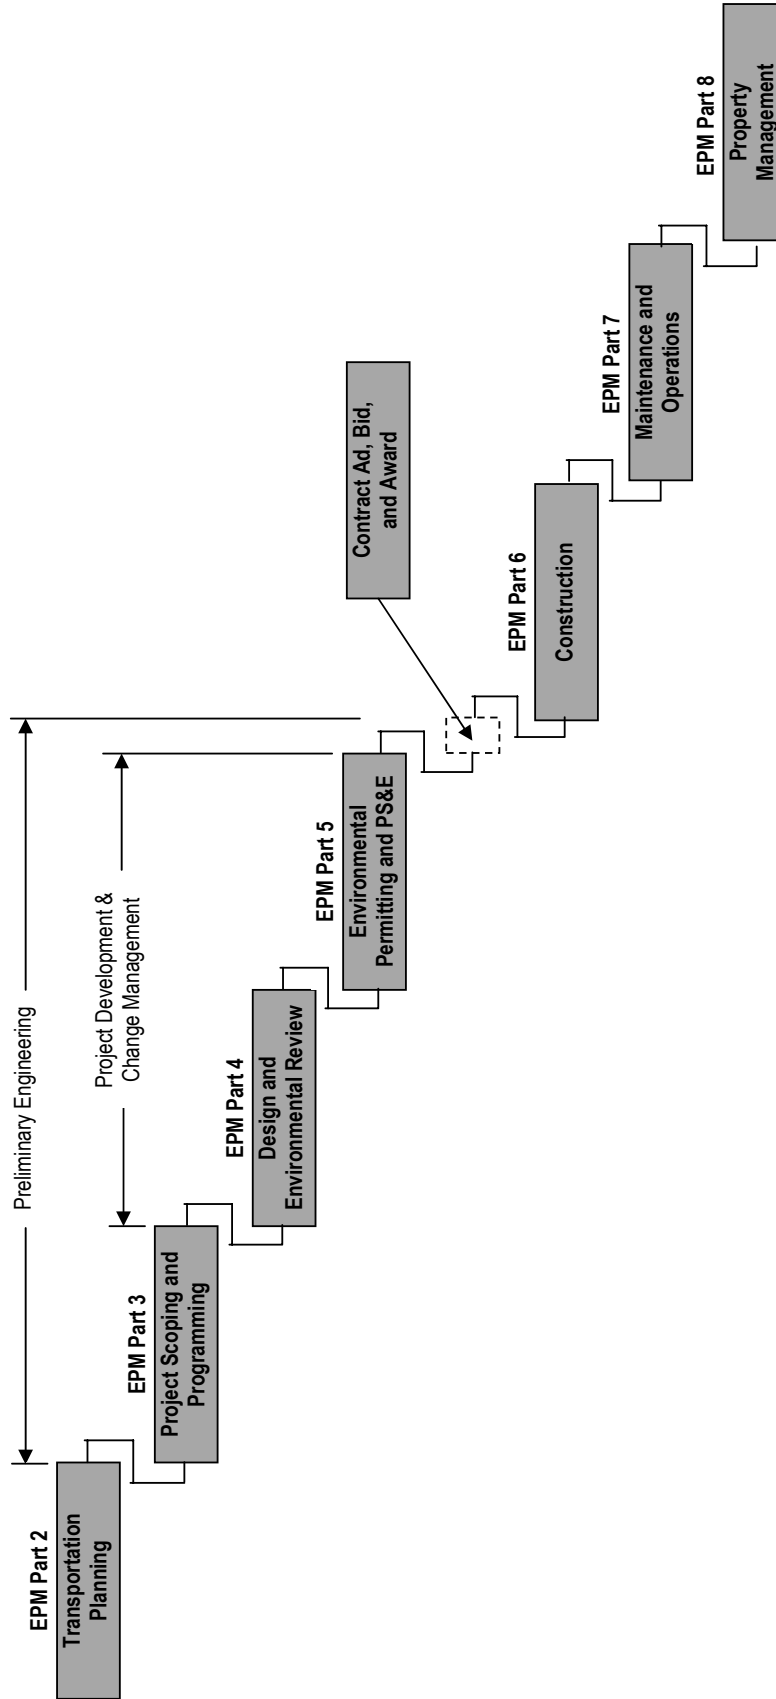 Preliminary Engineering
Project Development &
Change Management
EPM Part 2
Transportation
Planning
EPM Part 3
Project Scoping and
Programming
EPM Part 4
Design and
Environmental Review
EPM Part 5
Environmental
Permitting and PS&E
Contract Ad, Bid,
and Award
EPM Part 6
Construction
EPM Part 7
Maintenance and
Operations
EPM Part 8
Property
Management